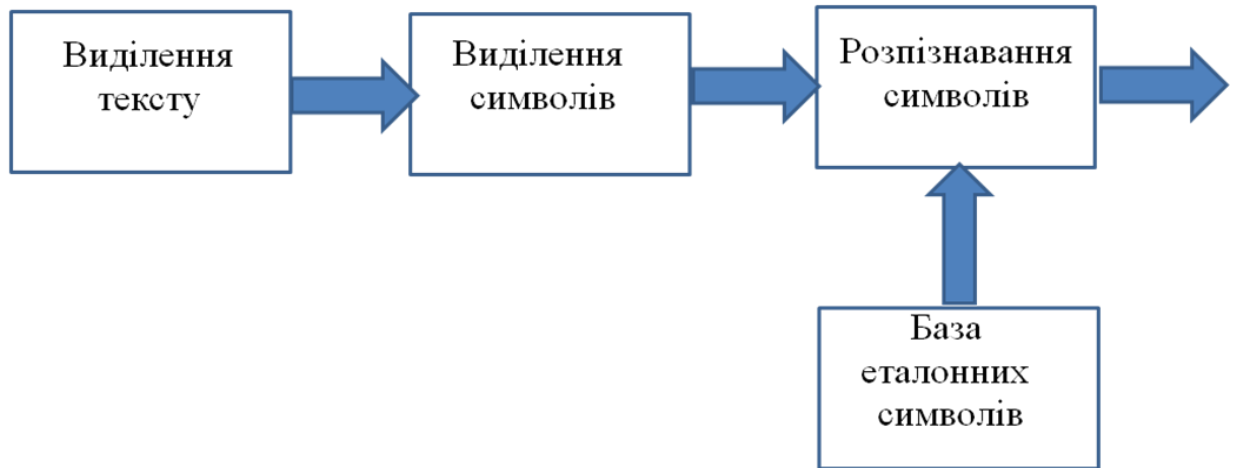 Виділення
тексту
Виділення
символів
Розпізнавання
символів
База
еталонних
символів